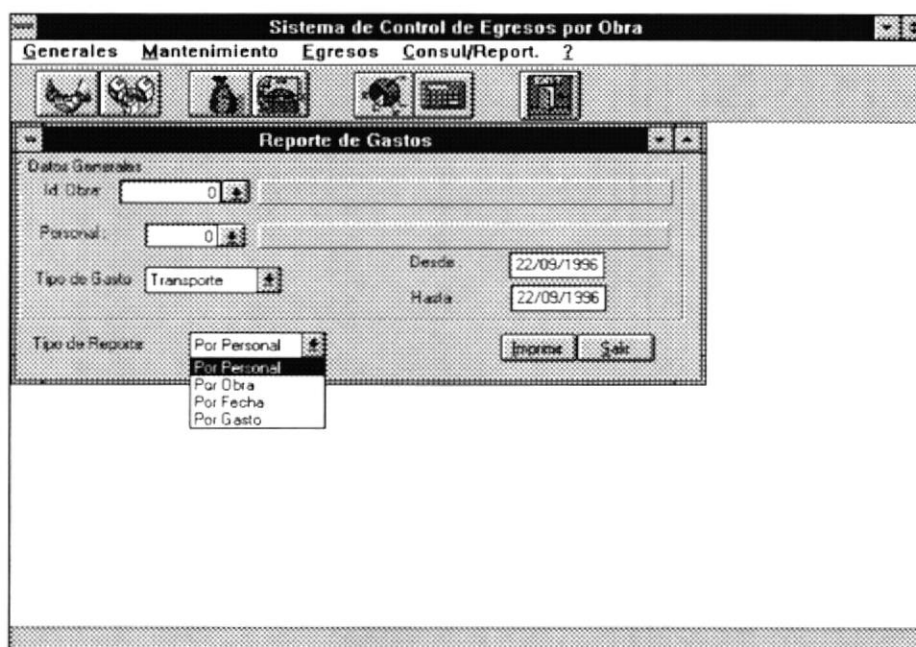 Sistema de Control de Egresos por Obra
Generales Mantenimiento Egresos Consul/Report. ?
Reporte de Gastos
Datos Generales
Id. Obra: 0
Personal : 0
Tipo de Gasto Transporte
Desde 22/09/1996
Hasta 22/09/1996
Tipo de Reporte Por Personal
Imprimir Salir
Por Personal
Por Obra
Por Fecha
Por Gasto